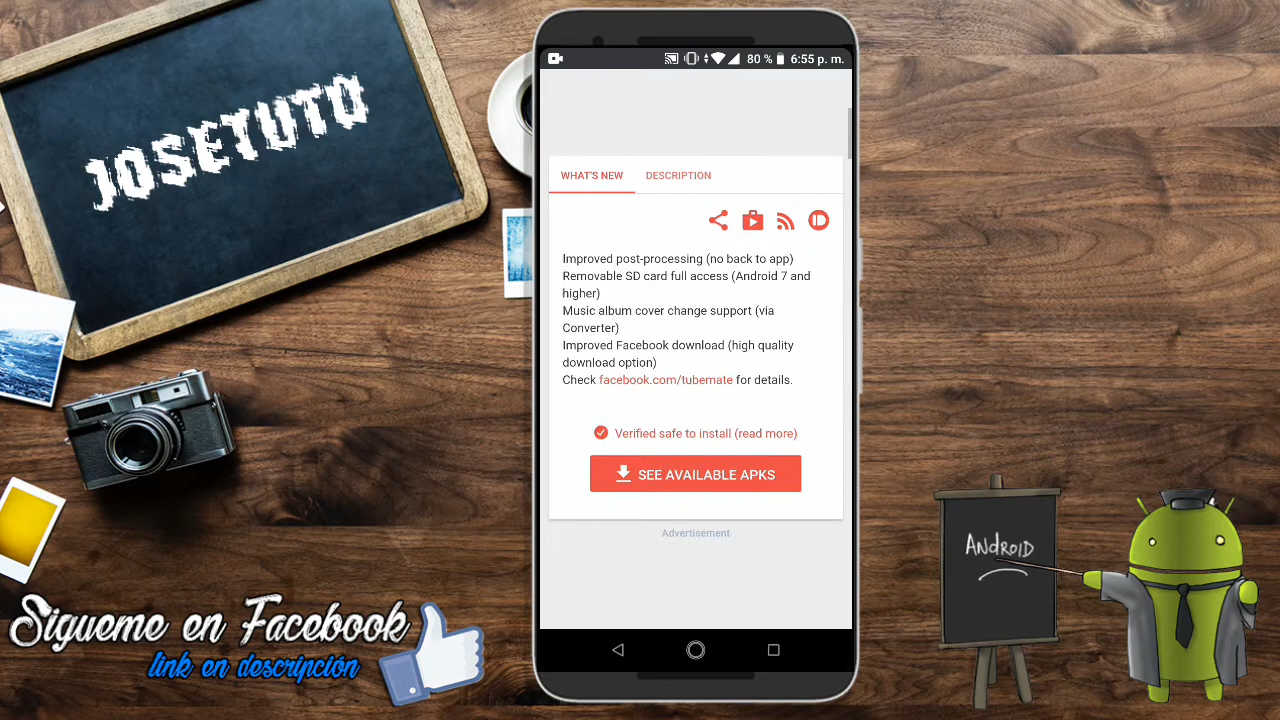 JOSETUTO
80 % 6:55 p. m.
WHAT'S NEW DESCRIPTION
Improved post-processing (no back to app)
Removable SD card full access (Android 7 and
higher)
Music album cover change support (via
Converter)
Improved Facebook download (high quality
download option)
Check facebook.com/tubemate for details.
Verified safe to install (read more)
SEE AVAILABLE APKS
Advertisement
ANDROID
Sigueme en Facebook
link en descripción